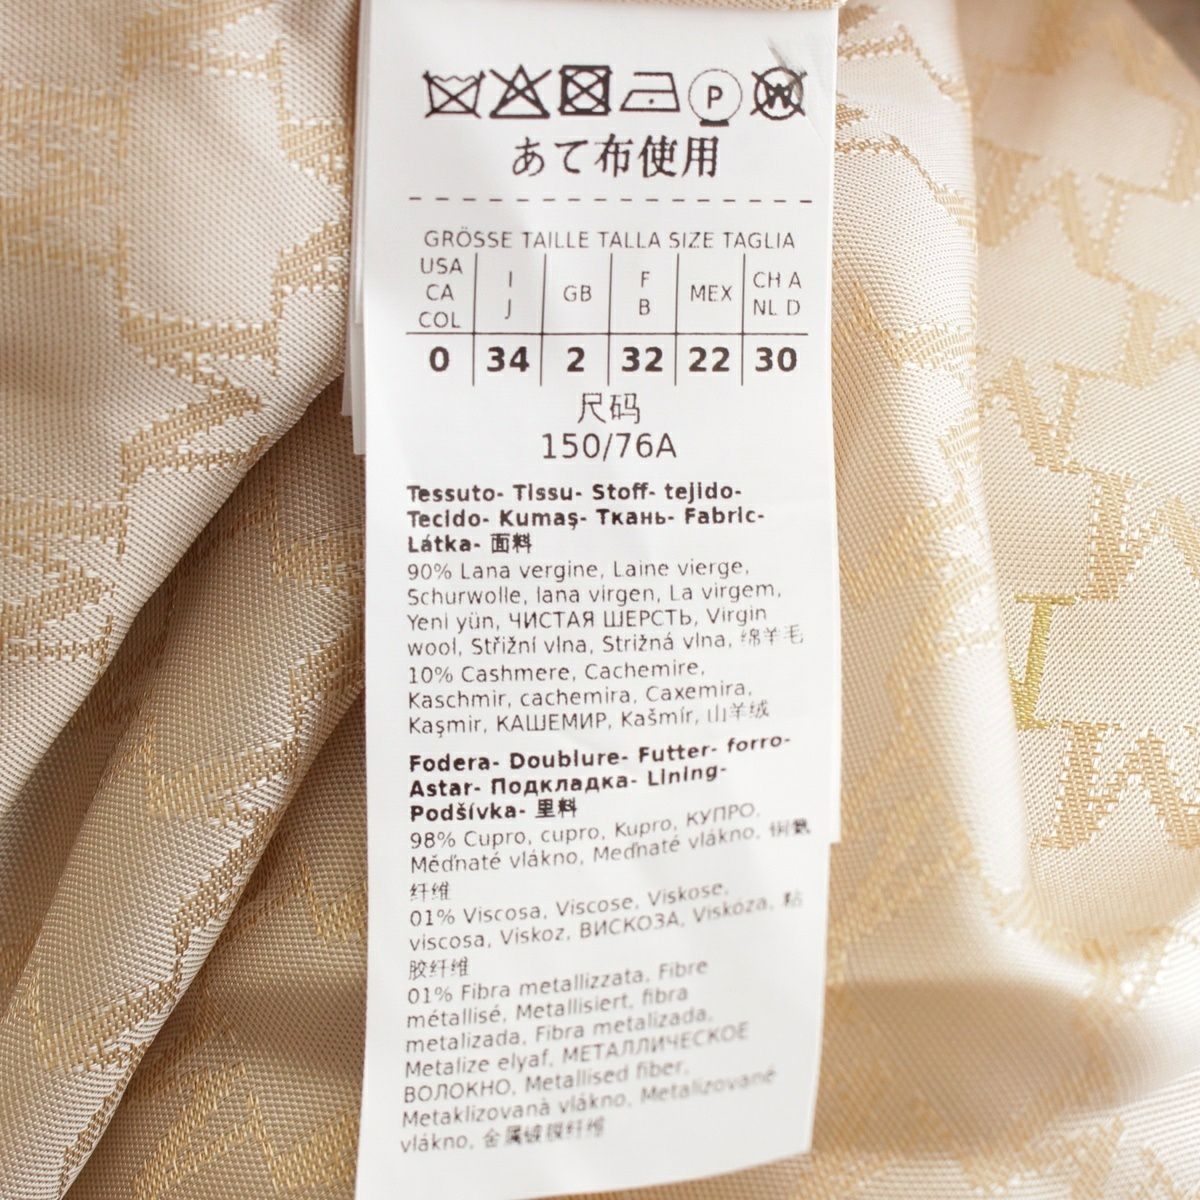 P W
あて布使用
GRÖSSE TAILLE TALLA SIZE TAGLIA
USA CA COL I J GB F B MEX CH A NL D
0 34 2 32 22 30
尺码
150/76A
Tessuto- Tissu- Stoff- tejido-
Tecido- Kumaş- Ткань- Fabric-
Látka- 面料
90% Lana vergine, Laine vierge,
Schurwolle, lana virgen, La virgem,
Yeni yün, ЧИСТАЯ ШЕРСТЬ, Virgin
wool, Střižní vlna, Strižná vlna, 绵羊毛
10% Cashmere, Cachemire,
Kaschmir, cachemira, Caxemira,
Kaşmir, КАШЕМИР, Kašmír, 山羊绒
Fodera- Doublure- Futter- forro-
Astar- Подкладка- Lining-
Podšívka- 里料
98% Cupro, cupro, Kupro, КУПРО,
Měďnaté vlákno, Meďnaté vlákno, 铜氨
纤维
01% Viscosa, Viscose, Viskose,
viscosa, Viskoz, ВИСКОЗА, Viskóza, 粘
胶纤维
01% Fibra metallizzata, Fibre
métallisé, Metallisiert, fibra
metalizada, Fibra metalizada,
Metalize elyaf, МЕТАЛЛИЧЕСКОЕ
ВОЛОКНО, Metallised fiber,
Metaklizovanà vlákno, Metalizované
vlákno, 金属镀膜纤维